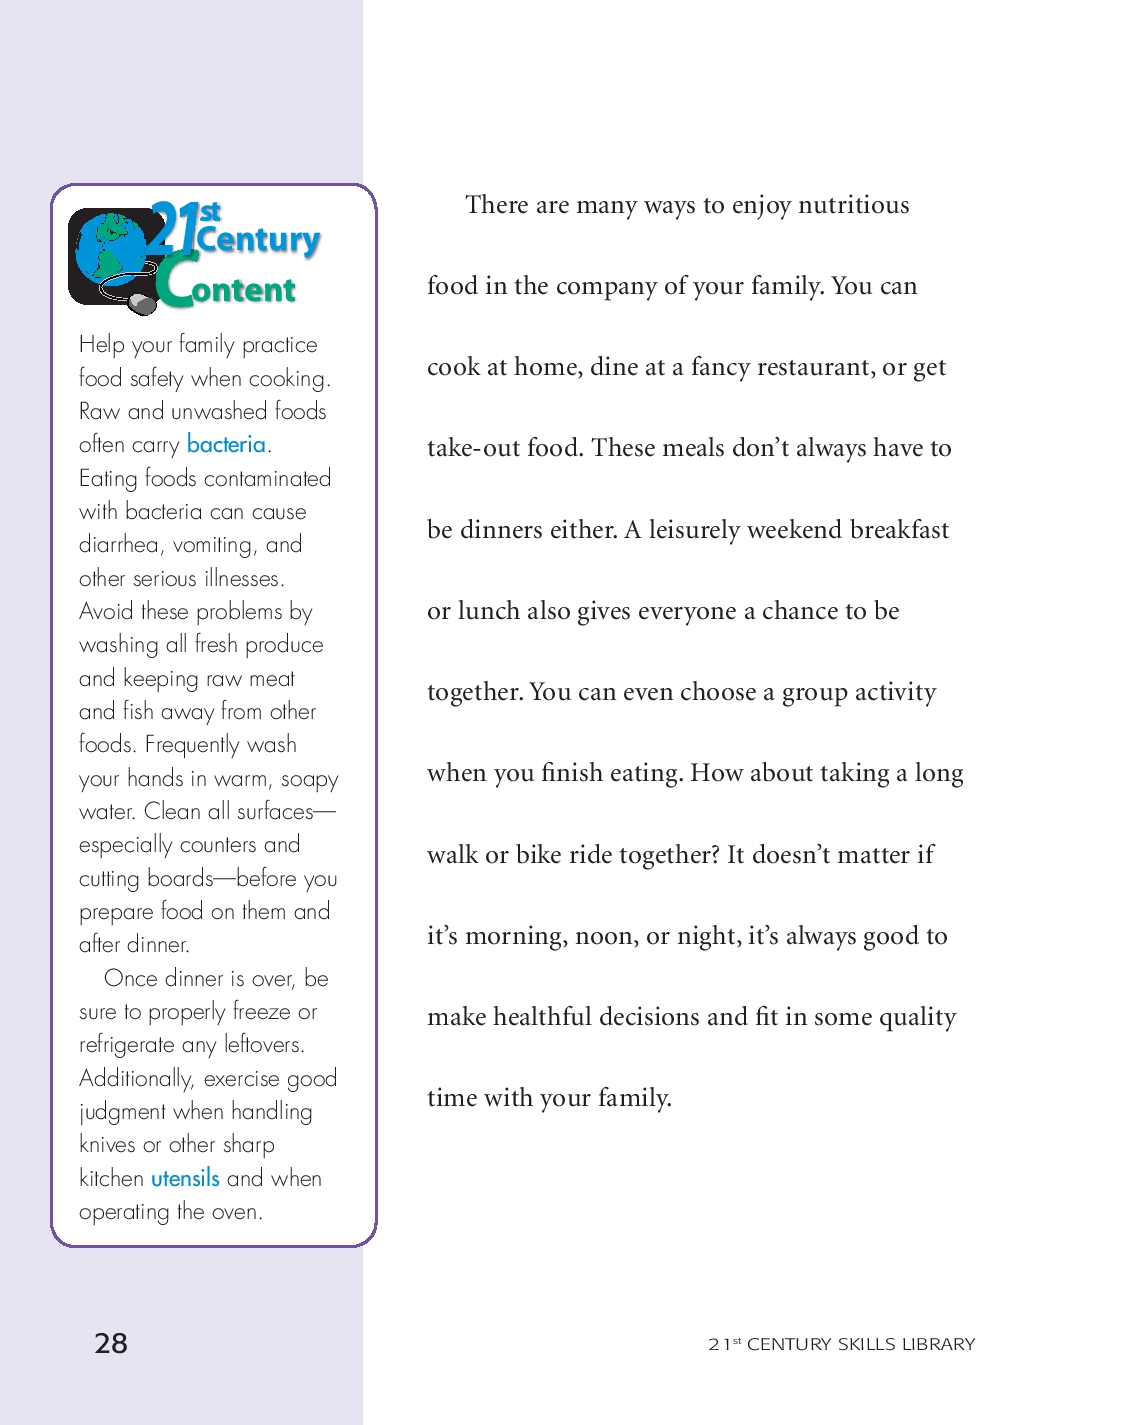 21st
Century
Content
Help your family practice
food safety when cooking.
Raw and unwashed foods
often carry bacteria.
Eating foods contaminated
with bacteria can cause
diarrhea, vomiting, and
other serious illnesses.
Avoid these problems by
washing all fresh produce
and keeping raw meat
and fish away from other
foods. Frequently wash
your hands in warm, soapy
water. Clean all surfaces—
especially counters and
cutting boards—before you
prepare food on them and
after dinner.
Once dinner is over, be
sure to properly freeze or
refrigerate any leftovers.
Additionally, exercise good
judgment when handling
knives or other sharp
kitchen utensils and when
operating the oven.
There are many ways to enjoy nutritious
food in the company of your family. You can
cook at home, dine at a fancy restaurant, or get
take-out food. These meals don’t always have to
be dinners either. A leisurely weekend breakfast
or lunch also gives everyone a chance to be
together. You can even choose a group activity
when you finish eating. How about taking a long
walk or bike ride together? It doesn’t matter if
it’s morning, noon, or night, it’s always good to
make healthful decisions and fit in some quality
time with your family.
28
21st CENTURY SKILLS LIBRARY